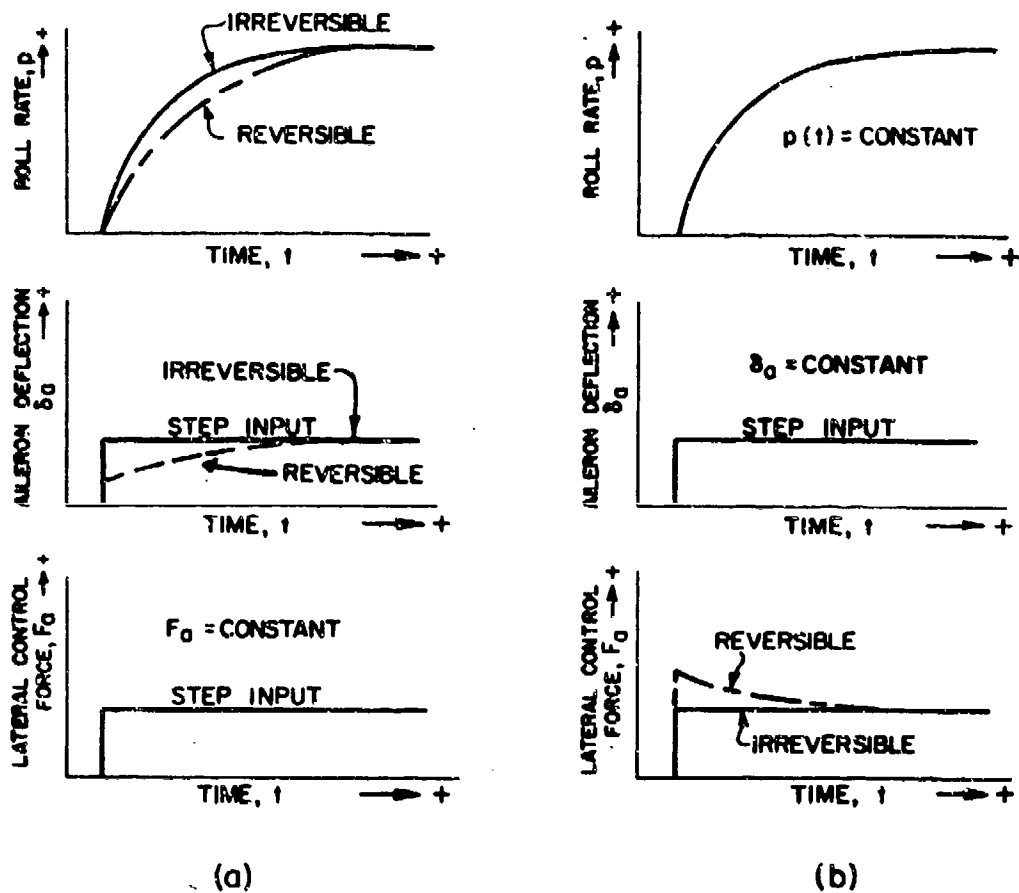 ROLL RATE, p → +
IRREVERSIBLE
REVERSIBLE
TIME, t → +
AILERON DEFLECTION
δa → +
IRREVERSIBLE
STEP INPUT
REVERSIBLE
TIME, t → +
LATERAL CONTROL
FORCE, Fa → +
Fa = CONSTANT
STEP INPUT
TIME, t → +
(a)
ROLL RATE, p → +
p(t) = CONSTANT
TIME, t → +
AILERON DEFLECTION
δa → +
δa = CONSTANT
STEP INPUT
TIME, t → +
LATERAL CONTROL
FORCE, Fa → +
REVERSIBLE
IRREVERSIBLE
TIME, t → +
(b)